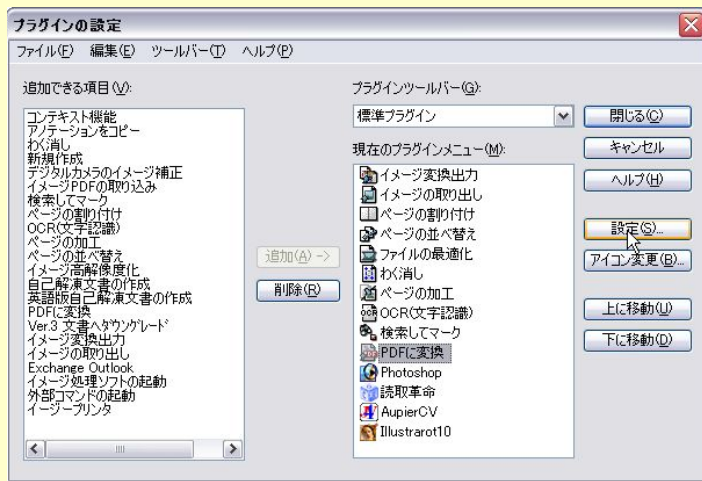 プラグインの設定
ファイル(F) 編集(E) ツールバー(T) ヘルプ(P)
追加できる項目(V):
コンテキスト機能
アノテーションをコピー
わく消し
新規作成
デジタルカメラのイメージ補正
イメージPDFの取り込み
検索してマーク
ページの割り付け
OCR(文字認識)
ページの加工
ページの並べ替え
イメージ高解像度化
自己解凍文書の作成
英語版自己解凍文書の作成
PDFに変換
Ver.3 文書へダウングレード
イメージ変換出力
イメージの取り出し
Exchange Outlook
イメージ処理ソフトの起動
外部コマンドの起動
イージープリンタ
追加(A) ->
削除(R)
プラグインツールバー(G):
標準プラグイン
現在のプラグインメニュー(M):
イメージ変換出力
イメージの取り出し
ページの割り付け
ページの並べ替え
ファイルの最適化
わく消し
ページの加工
OCR(文字認識)
検索してマーク
PDFに変換
Photoshop
読取革命
AupierCV
Illustrarot10
閉じる(C)
キャンセル
ヘルプ(H)
設定(S)...
アイコン変更(B)...
上に移動(U)
下に移動(D)